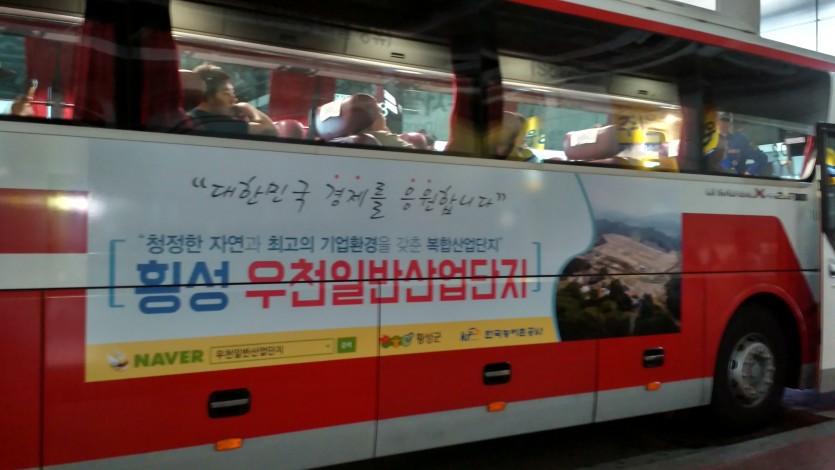 “대한민국 경제를 응원합니다”
“청정한 자연과 최고의 기업환경을 갖춘 복합산업단지”
[횡성 우천일반산업단지]
NAVER 우천일반산업단지 검색 횡성군 한국농어촌공사